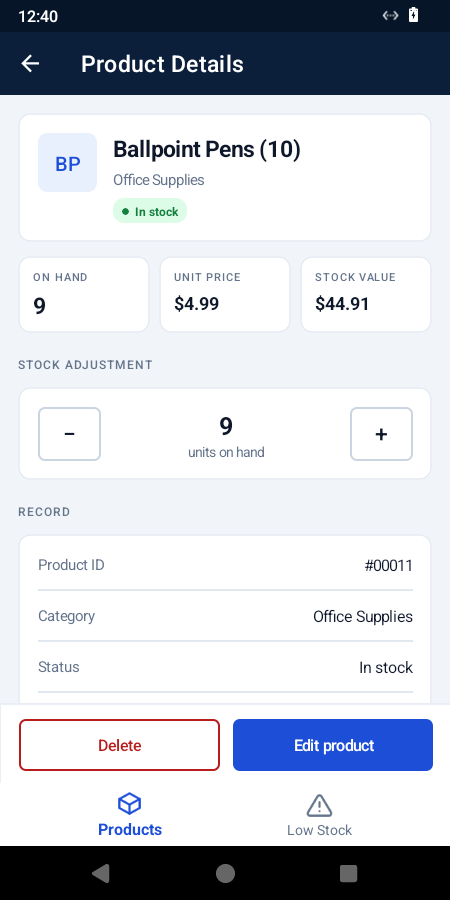 12:40
Product Details
BP
Ballpoint Pens (10)
Office Supplies
In stock
ON HAND
9
UNIT PRICE
$4.99
STOCK VALUE
$44.91
STOCK ADJUSTMENT
−
9
units on hand
+
RECORD
Product ID
#00011
Category
Office Supplies
Status
In stock
Delete
Edit product
Products
Low Stock